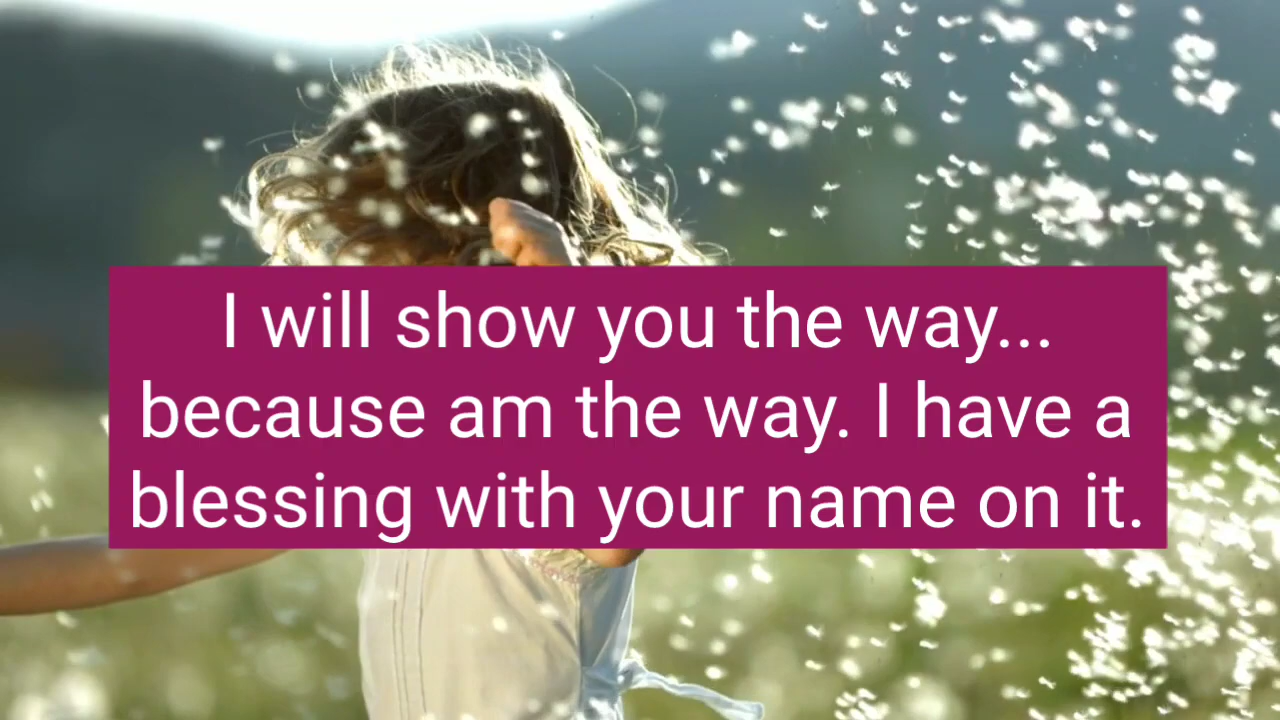 I will show you the way...
because am the way. I have a
blessing with your name on it.